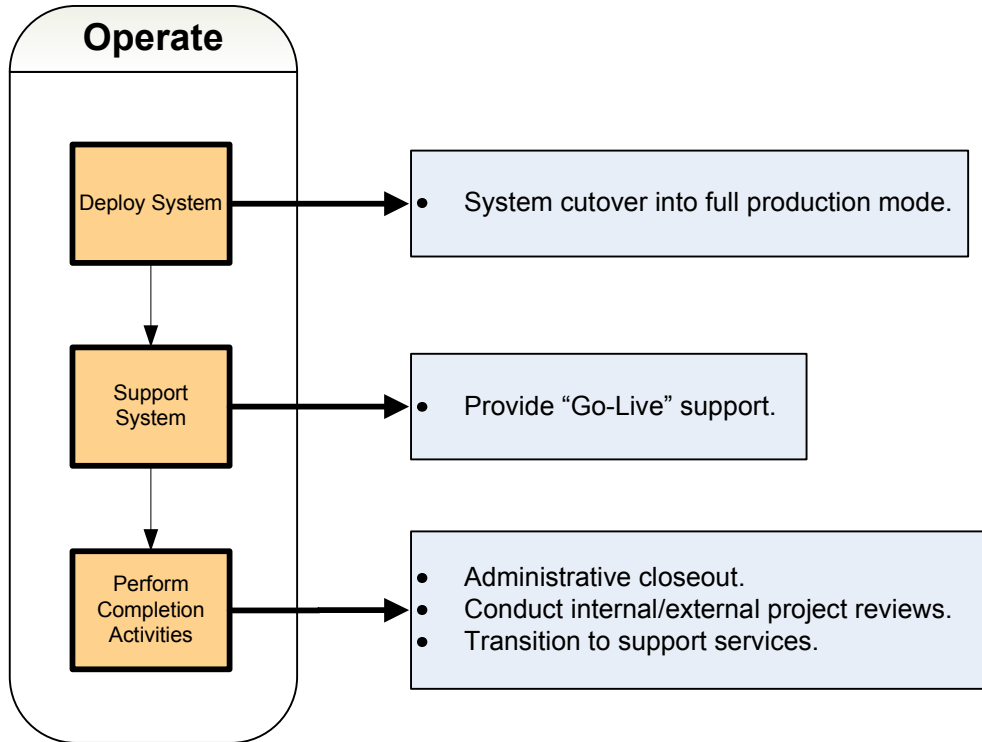 Operate
Deploy System
• System cutover into full production mode.
Support
System
• Provide “Go-Live” support.
Perform
Completion
Activities
• Administrative closeout.
• Conduct internal/external project reviews.
• Transition to support services.